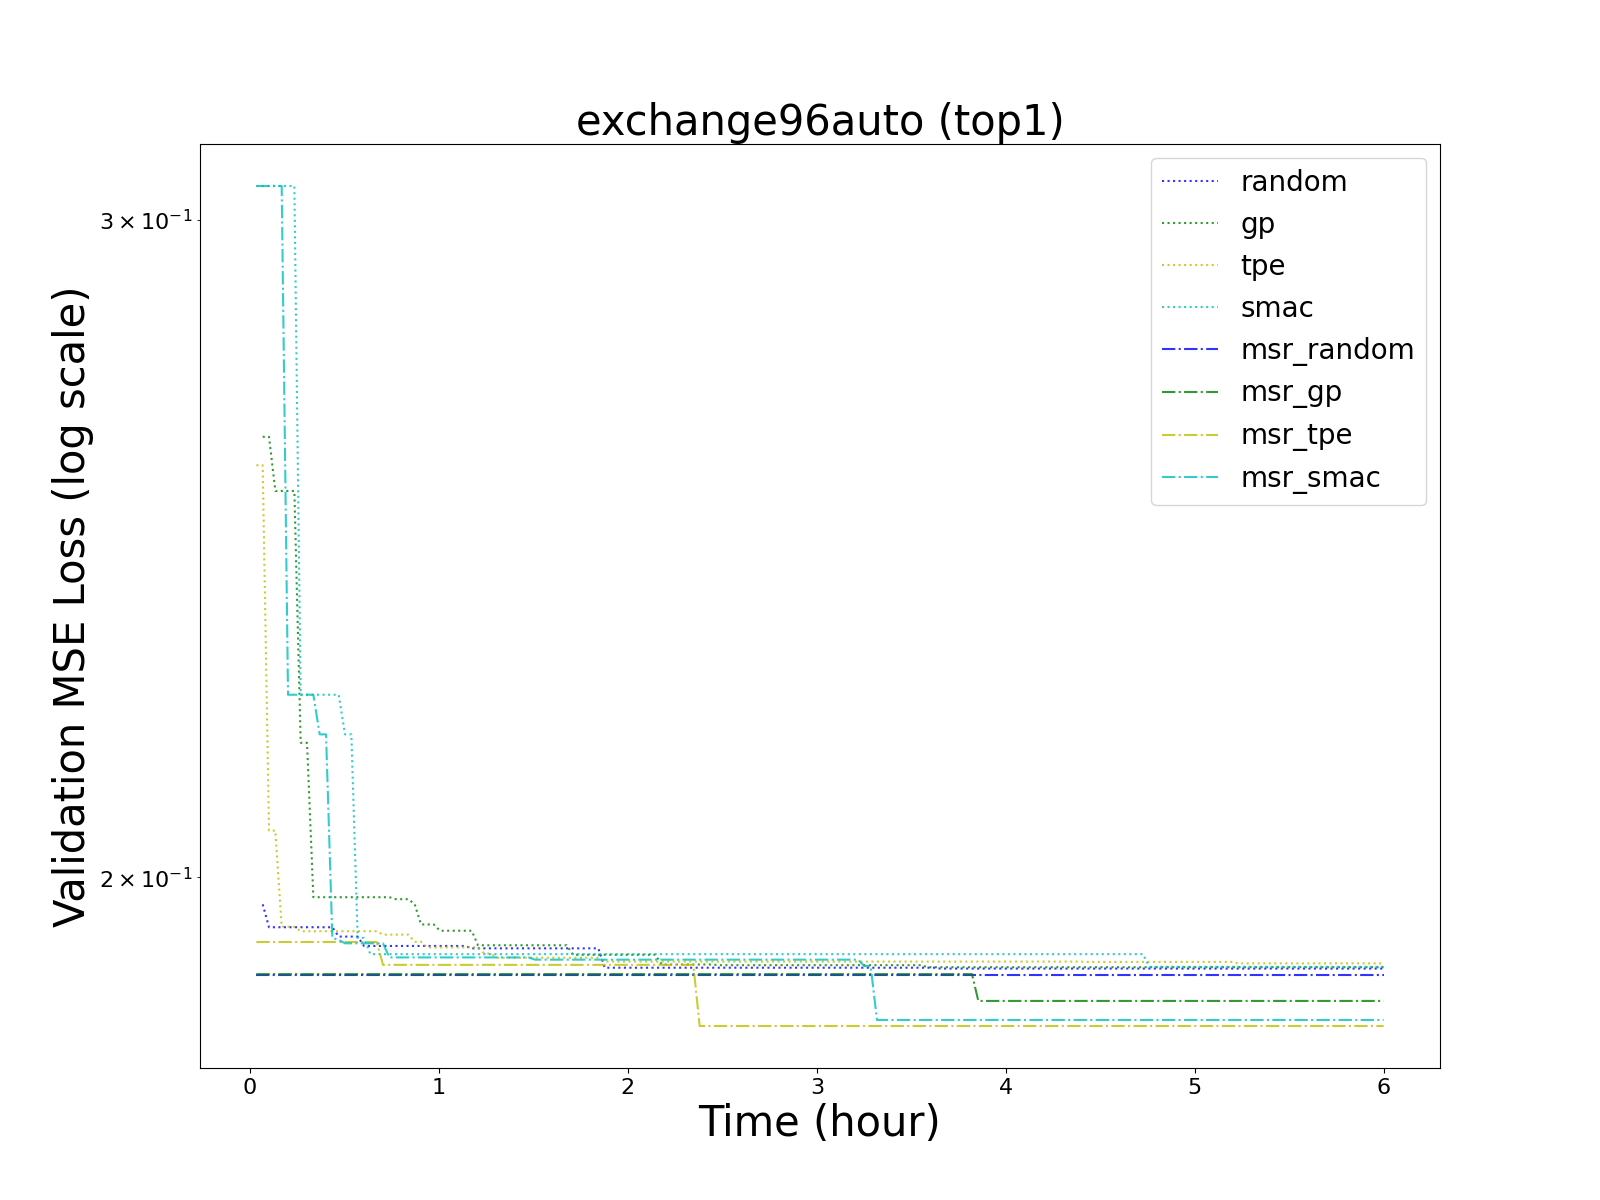 exchange96auto (top1)
random
gp
tpe
smac
msr_random
msr_gp
msr_tpe
msr_smac
3 × 10⁻¹
2 × 10⁻¹
Validation MSE Loss (log scale)
0 1 2 3 4 5 6
Time (hour)